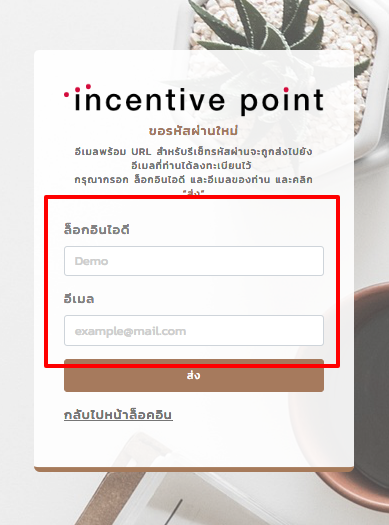 incentive point
ขอรหัสผ่านใหม่
อีเมลพร้อม URL สำหรับรีเซ็ทรหัสผ่านจะถูกส่งไปยัง
อีเมลที่ท่านได้ลงทะเบียนไว้
กรุณากรอก ล็อกอินไอดี และอีเมลของท่าน และคลิก
"ส่ง"
ล็อกอินไอดี
Demo
อีเมล
example@mail.com
ส่ง
กลับไปหน้าล็อคอิน